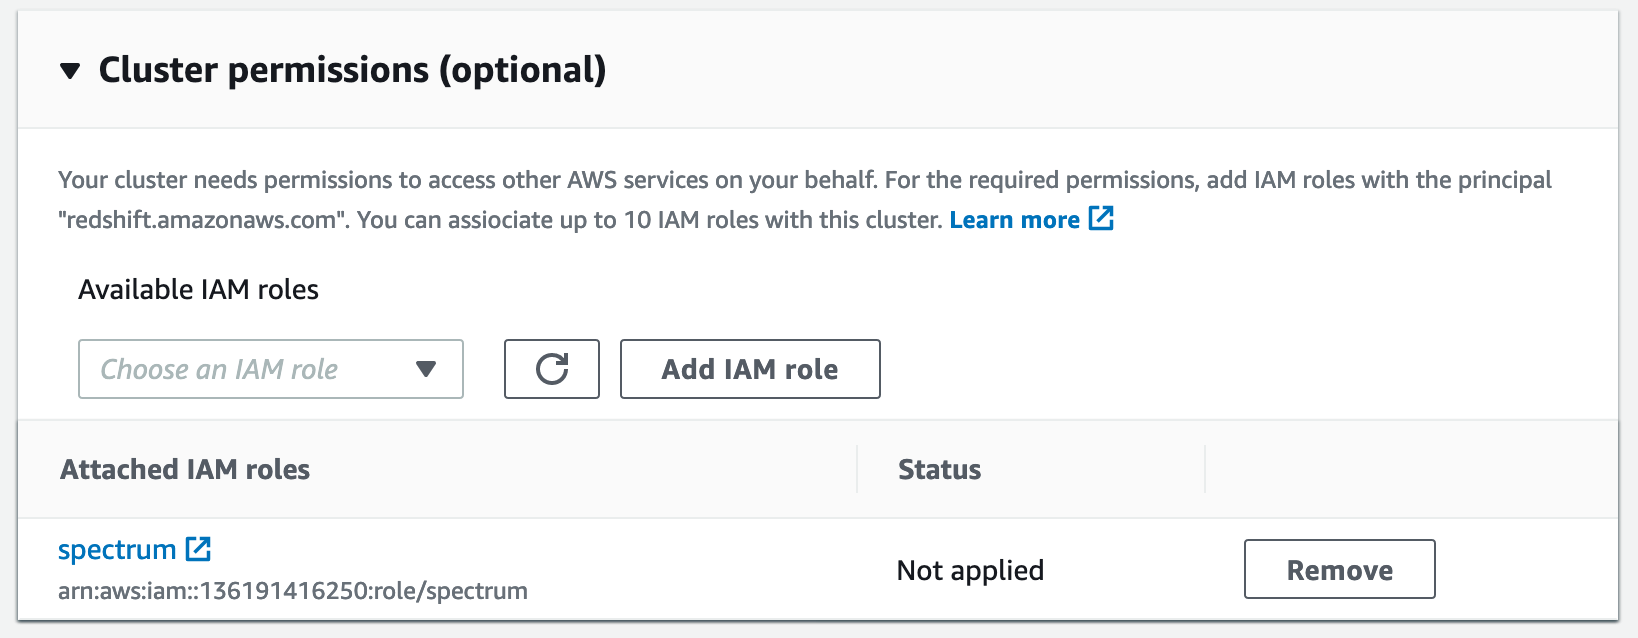 Cluster permissions (optional)
Your cluster needs permissions to access other AWS services on your behalf. For the required permissions, add IAM roles with the principal
"redshift.amazonaws.com". You can assiociate up to 10 IAM roles with this cluster. Learn more
Available IAM roles
Choose an IAM role
Add IAM role
Attached IAM roles
Status
spectrum
arn:aws:iam::136191416250:role/spectrum
Not applied
Remove